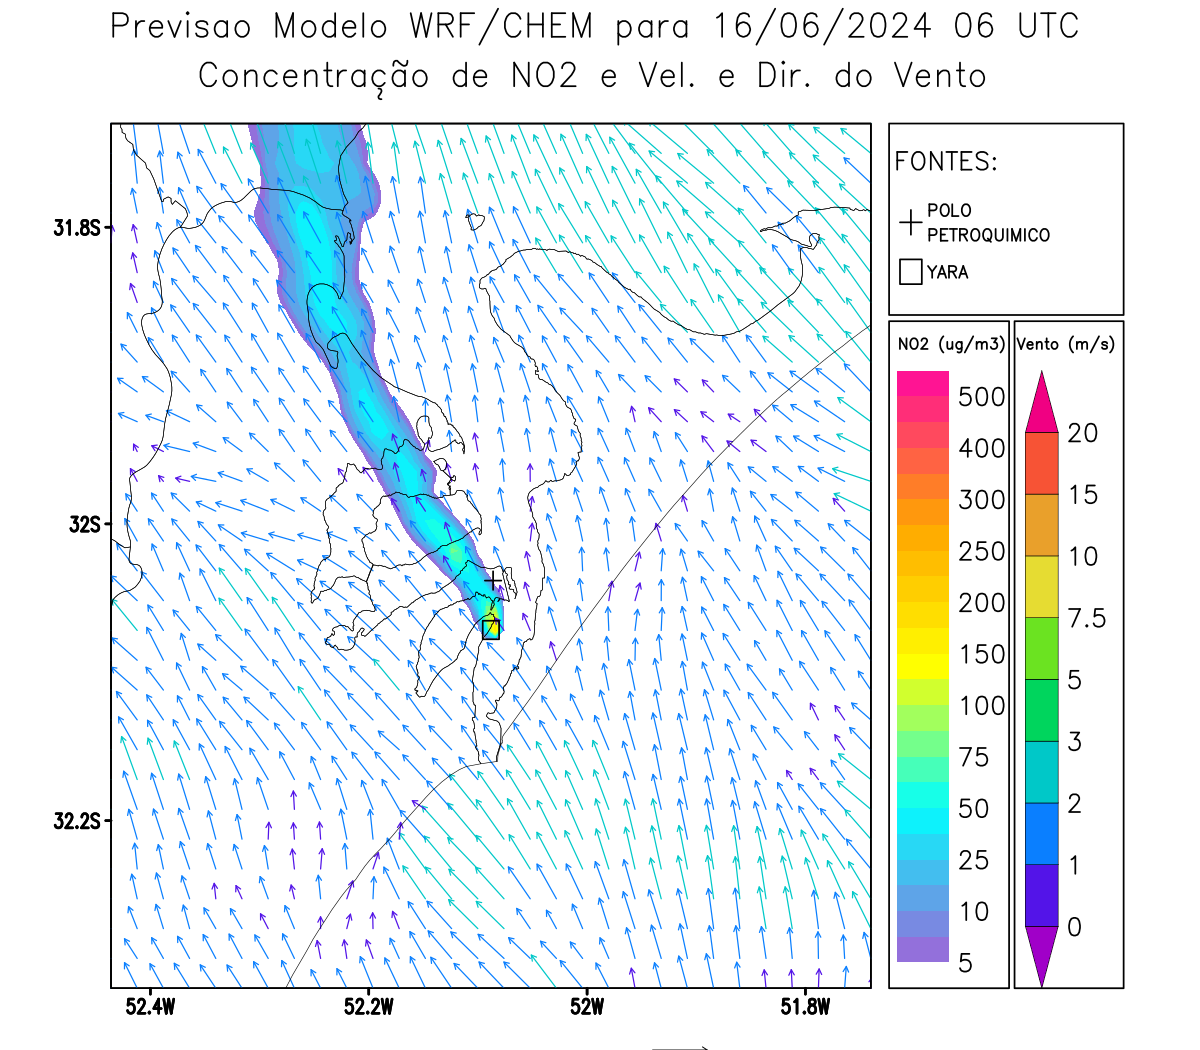 Previsao Modelo WRF/CHEM para 16/06/2024 06 UTC
Concentração de NO2 e Vel. e Dir. do Vento
FONTES:
POLO
PETROQUIMICO
YARA
NO2 (ug/m3)
500
400
300
250
200
150
100
75
50
25
10
5
Vento (m/s)
20
15
10
7.5
5
3
2
1
0
31.8S
32S
32.2S
52.4W
52.2W
52W
51.8W